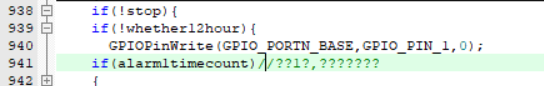 938 if(!stop){
939 if(!whether12hour){
940 GPIOPinWrite(GPIO_PORTN_BASE,GPIO_PIN_1,0);
941 if(alarm1timecount)//??1?,???????
942 {